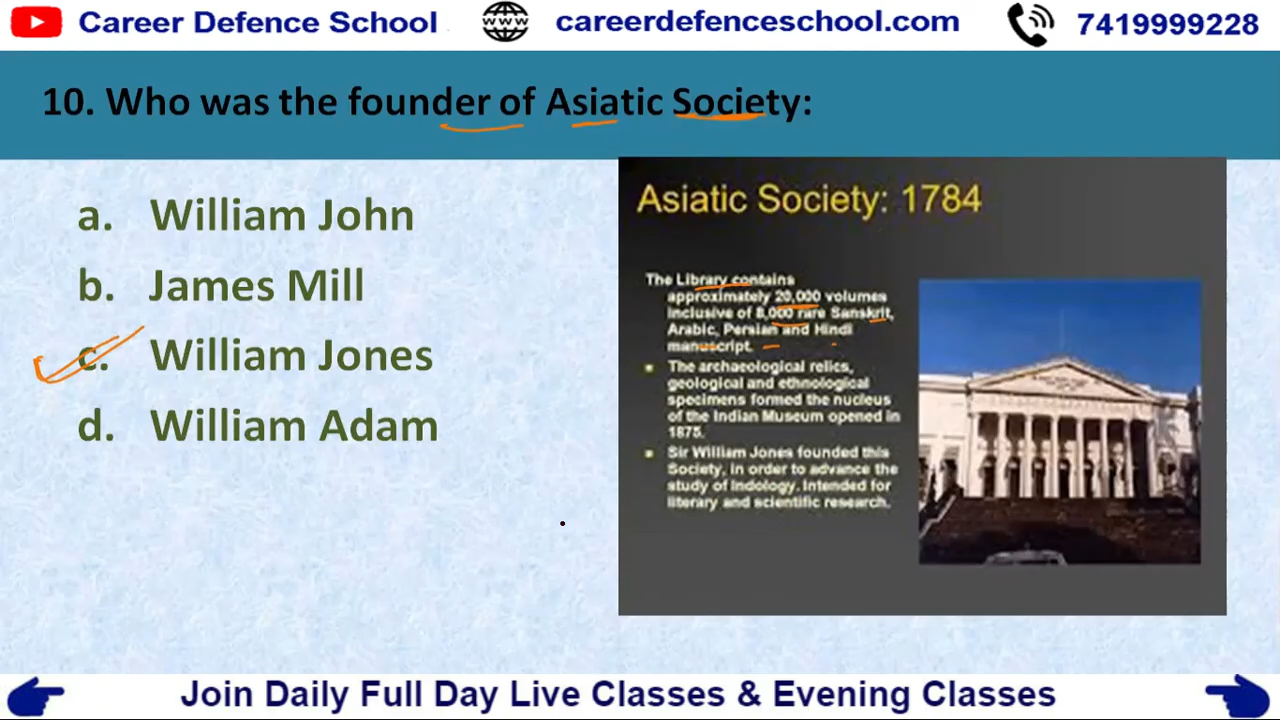 Career Defence School
www
careerdefenceschool.com
7419999228
10. Who was the founder of Asiatic Society:
a. William John
b. James Mill
c. William Jones
d. William Adam
Asiatic Society: 1784
The Library contains
approximately 20,000 volumes
inclusive of 8,000 rare Sanskrit,
Arabic, Persian and Hindi
manuscript.
The archaeological relics,
geological and ethnological
specimens formed the nucleus
of the Indian Museum opened in
1875.
Sir William Jones founded this
Society, in order to advance the
study of Indology. Intended for
literary and scientific research.
Join Daily Full Day Live Classes & Evening Classes